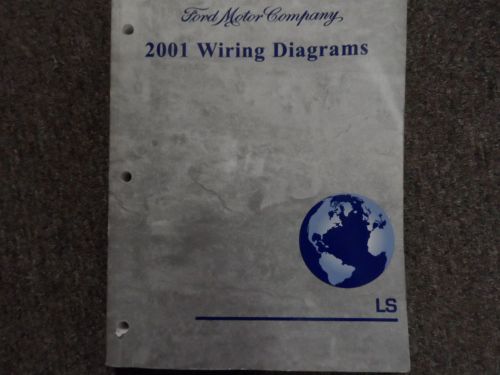 Ford Motor Company
2001 Wiring Diagrams
LS